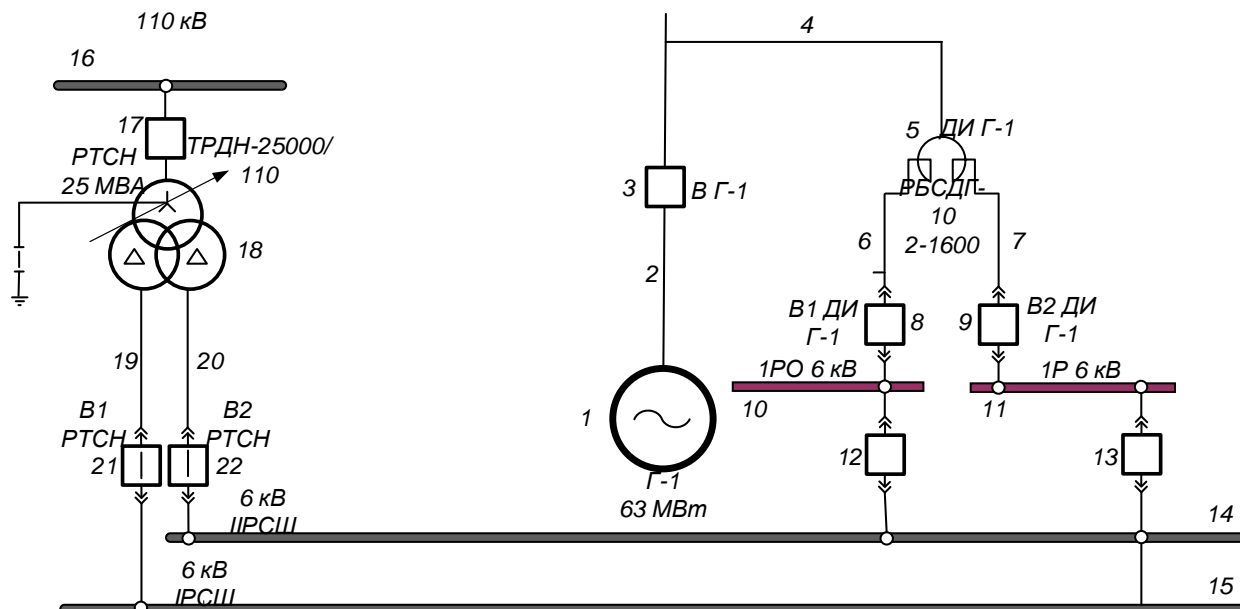 110 кВ
16
17
РТСН
25 МВА
ТРДН-25000/
110
18
19
20
В1
РТСН
21
В2
РТСН
22
6 кВ
IIРСШ
6 кВ
IРСШ
4
3
В Г-1
2
1
Г-1
63 МВт
5
ДИ Г-1
РБСДГ-
10
2-1600
6
7
В1 ДИ
Г-1
8
9
В2 ДИ
Г-1
1РО 6 кВ
10
1Р 6 кВ
11
12
13
14
15